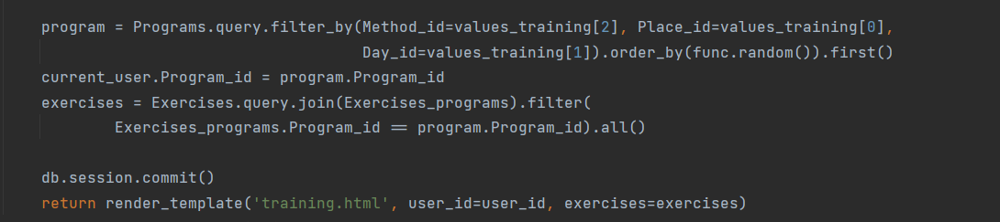 program = Programs.query.filter_by(Method_id=values_training[2], Place_id=values_training[0],
Day_id=values_training[1]).order_by(func.random()).first()
current_user.Program_id = program.Program_id
exercises = Exercises.query.join(Exercises_programs).filter(
Exercises_programs.Program_id == program.Program_id).all()
db.session.commit()
return render_template('training.html', user_id=user_id, exercises=exercises)